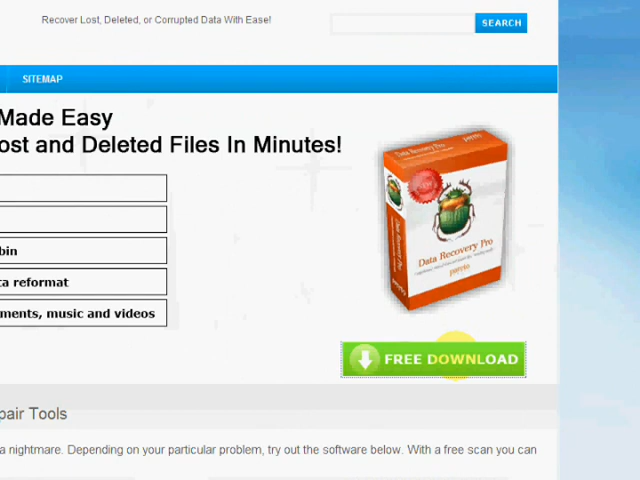 Recover Lost, Deleted, or Corrupted Data With Ease!
SEARCH
SITEMAP
Made Easy
ost and Deleted Files In Minutes!
bin
ta reformat
ments, music and videos
Data Recovery Pro
FREE DOWNLOAD
pair Tools
a nightmare. Depending on your particular problem, try out the software below. With a free scan you can